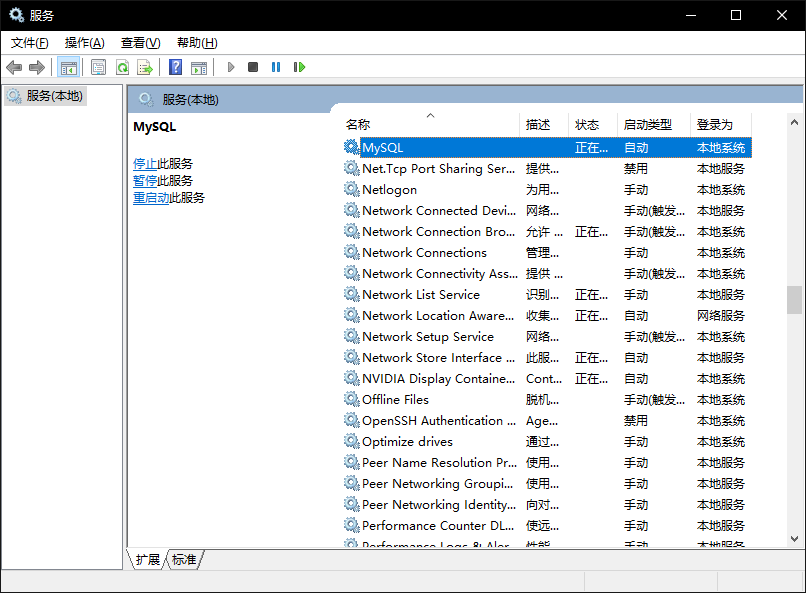 服务
文件(F) 操作(A) 查看(V) 帮助(H)
服务(本地)
服务(本地)
MySQL
停止此服务
暂停此服务
重启动此服务
名称 描述 状态 启动类型 登录为
MySQL 正在... 自动 本地系统
Net.Tcp Port Sharing Ser... 提供... 禁用 本地服务
Netlogon 为用... 手动 本地系统
Network Connected Devi... 网络... 手动(触发... 本地服务
Network Connection Bro... 允许 ... 正在... 手动(触发... 本地系统
Network Connections 管理... 手动 本地系统
Network Connectivity Ass... 提供 ... 手动(触发... 本地系统
Network List Service 识别... 正在... 手动 本地服务
Network Location Aware... 收集... 正在... 自动 网络服务
Network Setup Service 网络... 手动(触发... 本地系统
Network Store Interface ... 此服... 正在... 自动 本地服务
NVIDIA Display Containe... Cont... 正在... 自动 本地系统
Offline Files 脱机... 手动(触发... 本地系统
OpenSSH Authentication ... Age... 禁用 本地系统
Optimize drives 通过... 手动 本地系统
Peer Name Resolution Pr... 使用... 手动 本地服务
Peer Networking Groupi... 使用... 手动 本地服务
Peer Networking Identity... 向对... 手动 本地服务
Performance Counter DL... 使远... 手动 本地服务
Performance Logs & Aler... 性能... 手动 本地服务
扩展 标准